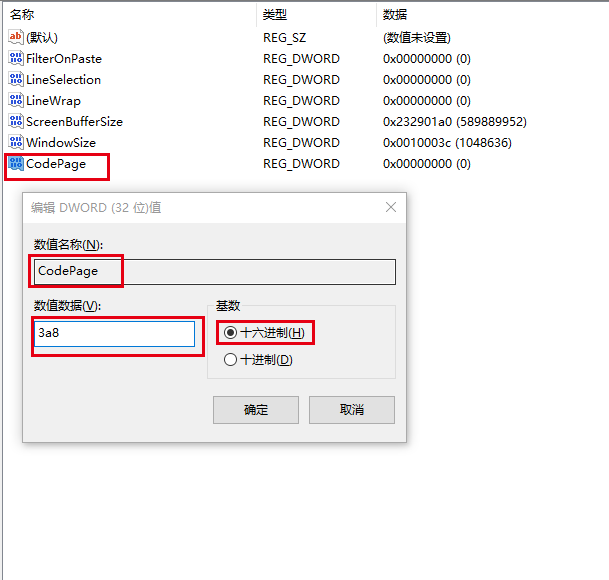 名称 类型 数据
ab (默认) REG_SZ (数值未设置)
FilterOnPaste REG_DWORD 0x00000000 (0)
LineSelection REG_DWORD 0x00000000 (0)
LineWrap REG_DWORD 0x00000000 (0)
ScreenBufferSize REG_DWORD 0x232901a0 (589889952)
WindowSize REG_DWORD 0x0010003c (1048636)
CodePage REG_DWORD 0x00000000 (0)
编辑 DWORD (32 位)值
数值名称(N):
CodePage
数值数据(V):
3a8
基数
十六进制(H)
十进制(D)
确定 取消